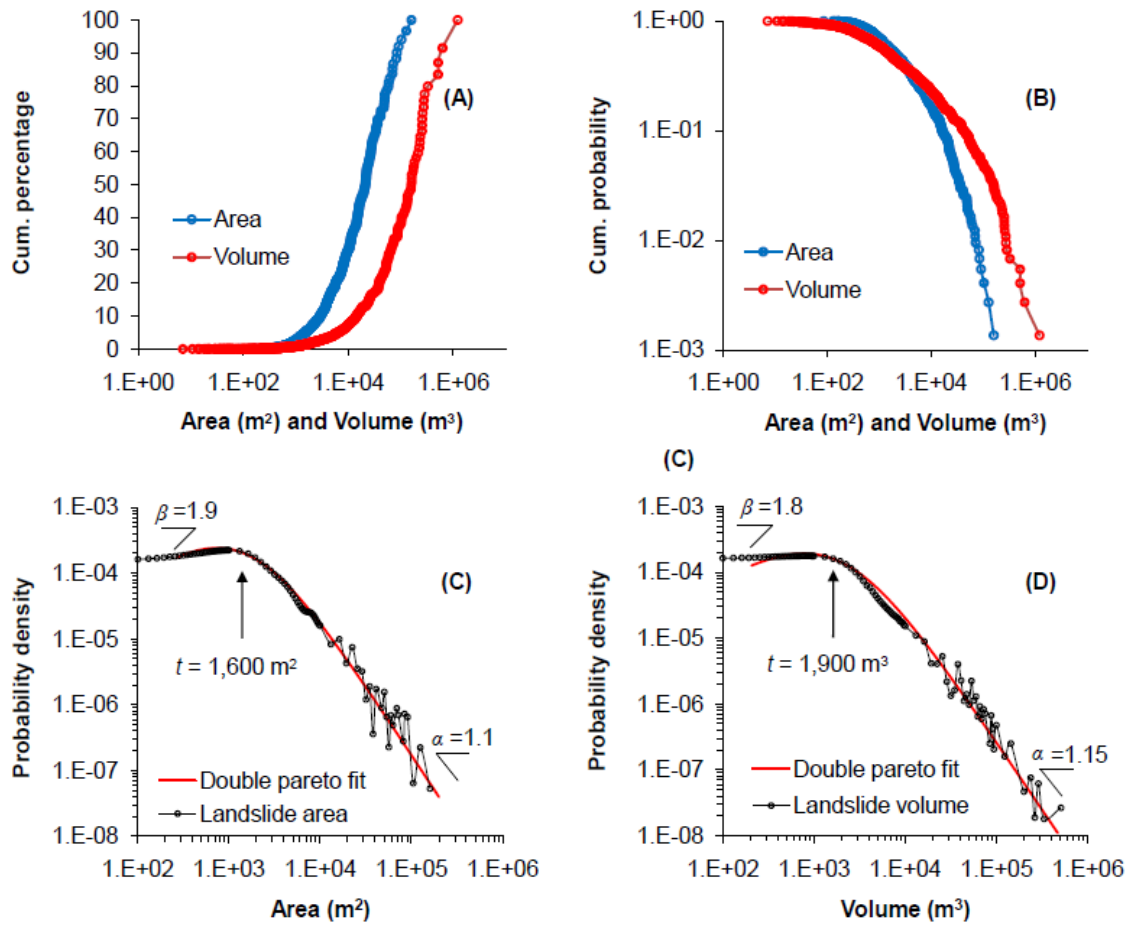 100
90
80
70
60
50
40
30
20
10
0
Cum. percentage
(A)
Area
Volume
1.E+00 1.E+02 1.E+04 1.E+06
Area (m²) and Volume (m³)
1.E+00
1.E-01
1.E-02
1.E-03
Cum. probability
(B)
Area
Volume
1.E+00 1.E+02 1.E+04 1.E+06
Area (m²) and Volume (m³)
(C)
1.E-03
1.E-04
1.E-05
1.E-06
1.E-07
1.E-08
Probability density
β =1.9
(C)
t = 1,600 m²
α =1.1
Double pareto fit
Landslide area
1.E+02 1.E+03 1.E+04 1.E+05 1.E+06
Area (m²)
1.E-03
1.E-04
1.E-05
1.E-06
1.E-07
1.E-08
Probability density
β =1.8
(D)
t = 1,900 m³
α =1.15
Double pareto fit
Landslide volume
1.E+02 1.E+03 1.E+04 1.E+05 1.E+06
Volume (m³)